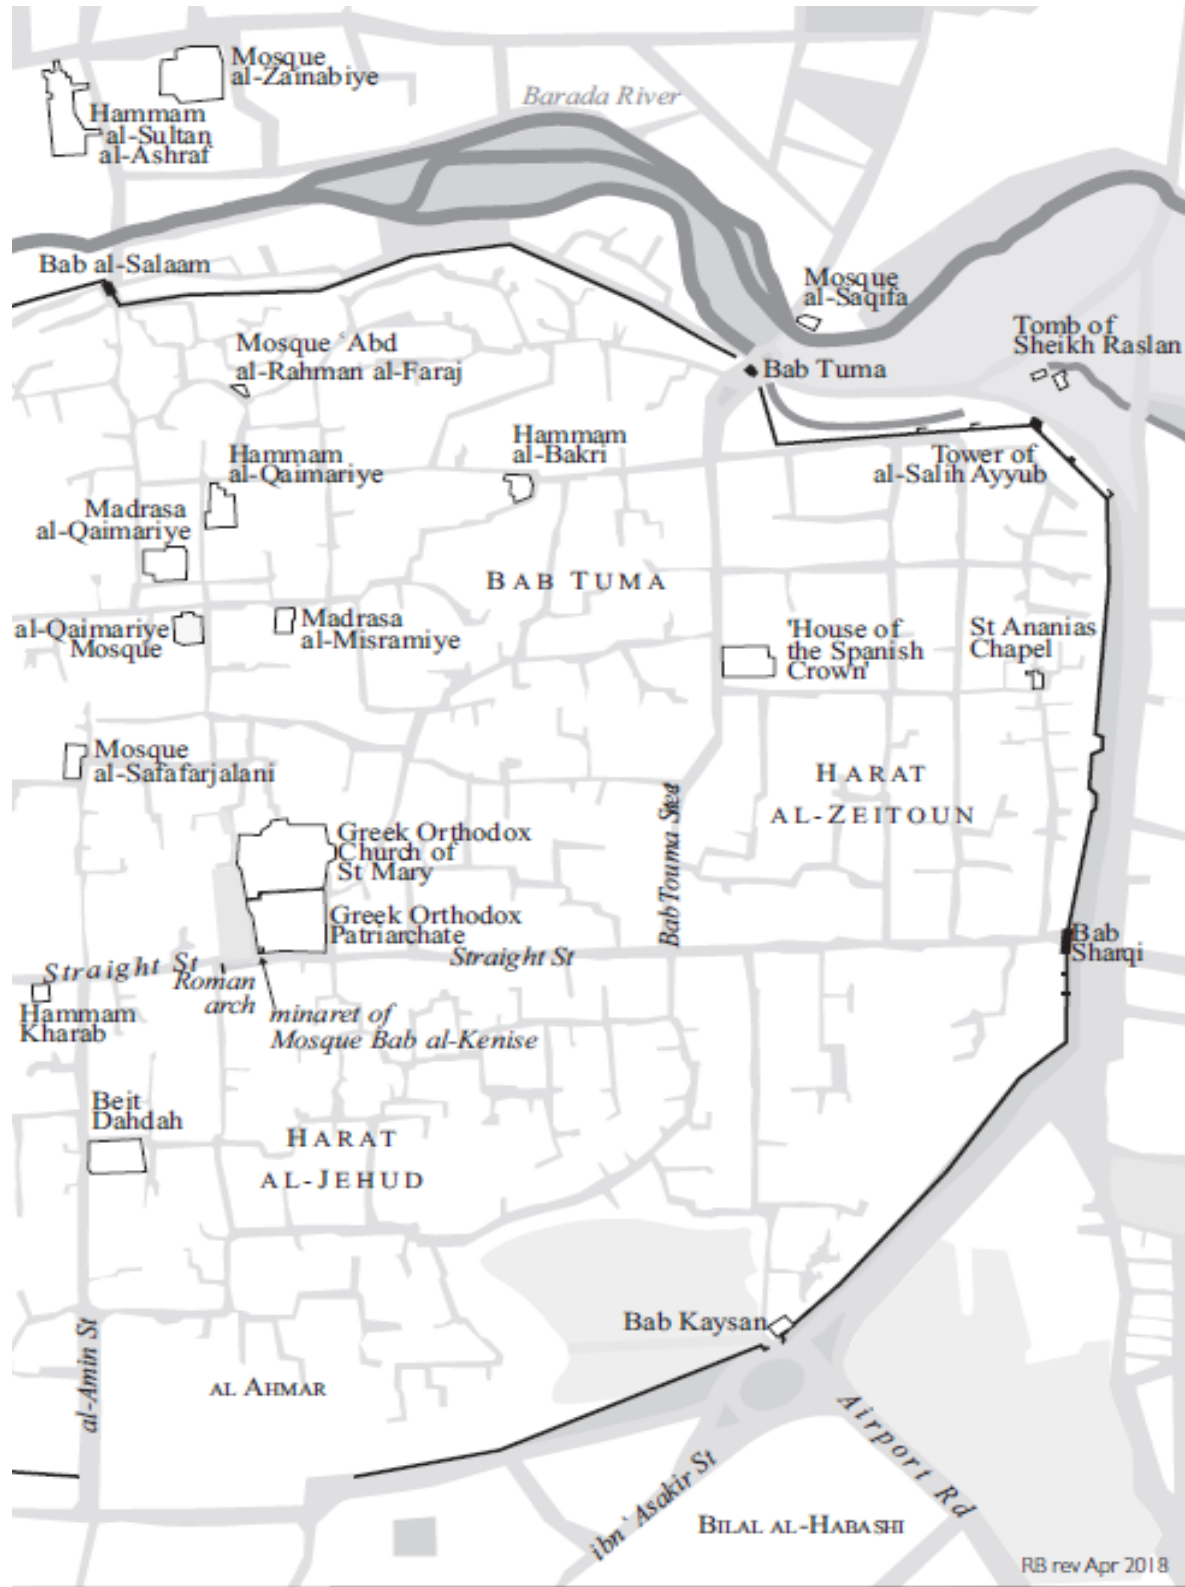 Mosque
al-Zainabiye
Barada River
Hammam
al-Sultan
al-Ashraf
Bab al-Salaam
Mosque
al-Saqifa
Tomb of
Sheikh Raslan
Mosque ‘Abd
al-Rahman al-Faraj
Bab Tuma
Hammam
al-Bakri
Hammam
al-Qaimariye
Tower of
al-Salih Ayyub
Madrasa
al-Qaimariye
BAB TUMA
al-Qaimariye
Mosque
Madrasa
al-Misramiye
'House of
the Spanish
Crown'
St Ananias
Chapel
Mosque
al-Safafarjalani
HARAT
AL-ZEITOUN
Greek Orthodox
Church of
St Mary
Bab Touma Street
Greek Orthodox
Patriarchate
Bab
Sharqi
Straight St
Straight St
Roman
arch
minaret of
Mosque Bab al-Kenise
Hammam
Kharab
Beit
Dahdah
HARAT
AL-JEHUD
Bab Kaysan
al-Amin St
AL AHMAR
Airport Rd
ibn ‘Asakir St
BILAL AL-HABASHI
RB rev Apr 2018